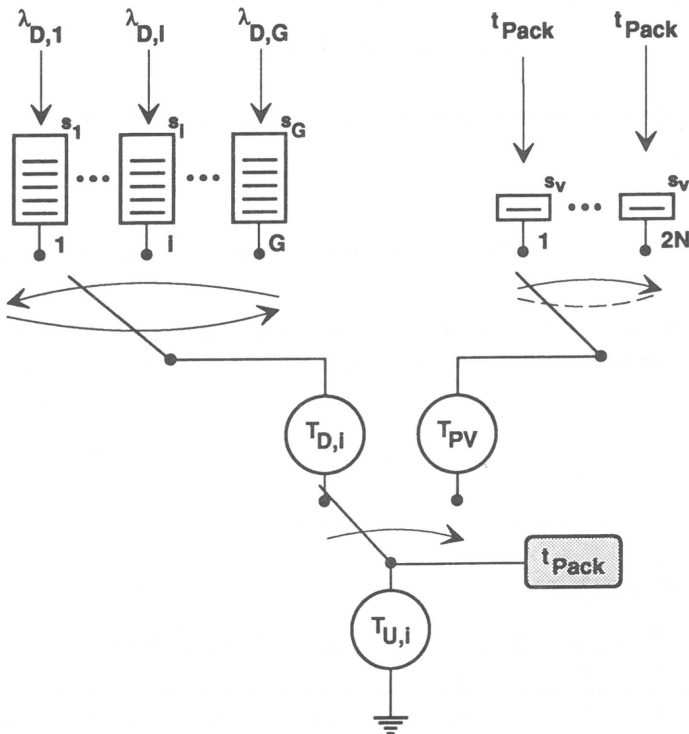 λD,1 λD,i λD,G tPack tPack
s1 si sG sv sv
1 i G 1 2N
TD,i TPV
tPack
TU,i